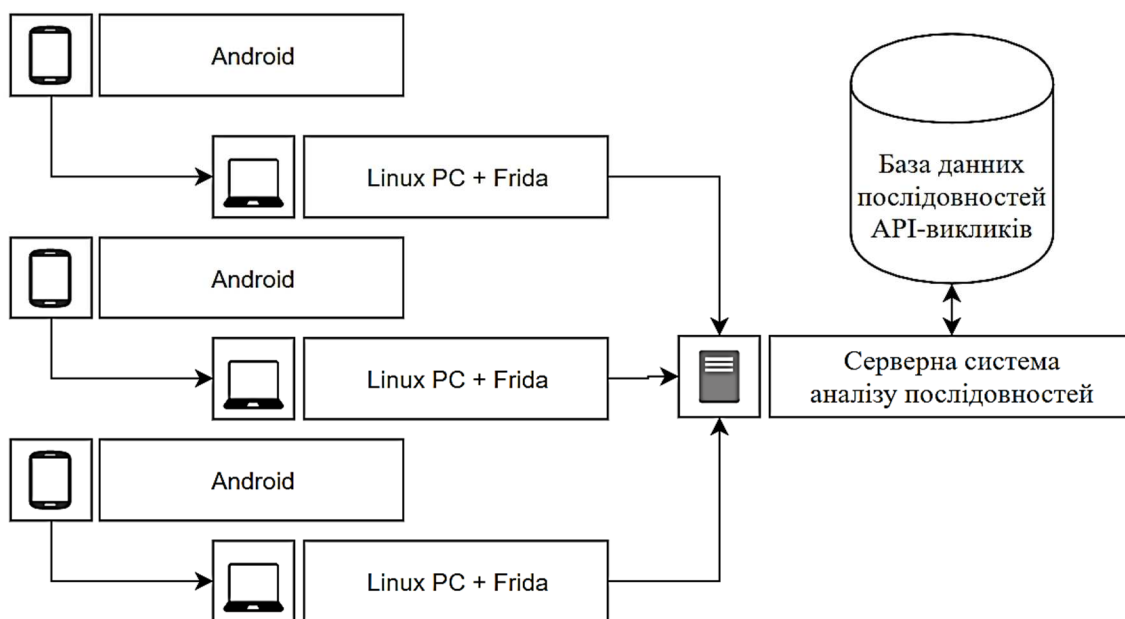 Android
Linux PC + Frida
Android
Linux PC + Frida
Android
Linux PC + Frida
База данних
послідовностей
API-викликів
Серверна система
аналізу послідовностей